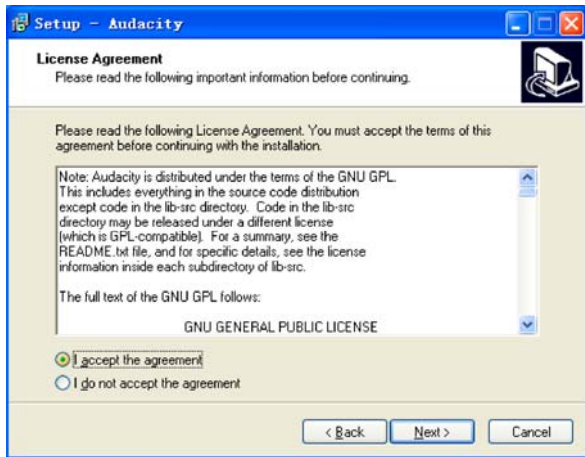 Setup - Audacity
License Agreement
Please read the following important information before continuing.
Please read the following License Agreement. You must accept the terms of this
agreement before continuing with the installation.
Note: Audacity is distributed under the terms of the GNU GPL.
This includes everything in the source code distribution
except code in the lib-src directory. Code in the lib-src
directory may be released under a different license
(which is GPL-compatible). For a summary, see the
README.txt file, and for specific details, see the license
information inside each subdirectory of lib-src.
The full text of the GNU GPL follows:
GNU GENERAL PUBLIC LICENSE
I accept the agreement
I do not accept the agreement
< Back Next > Cancel